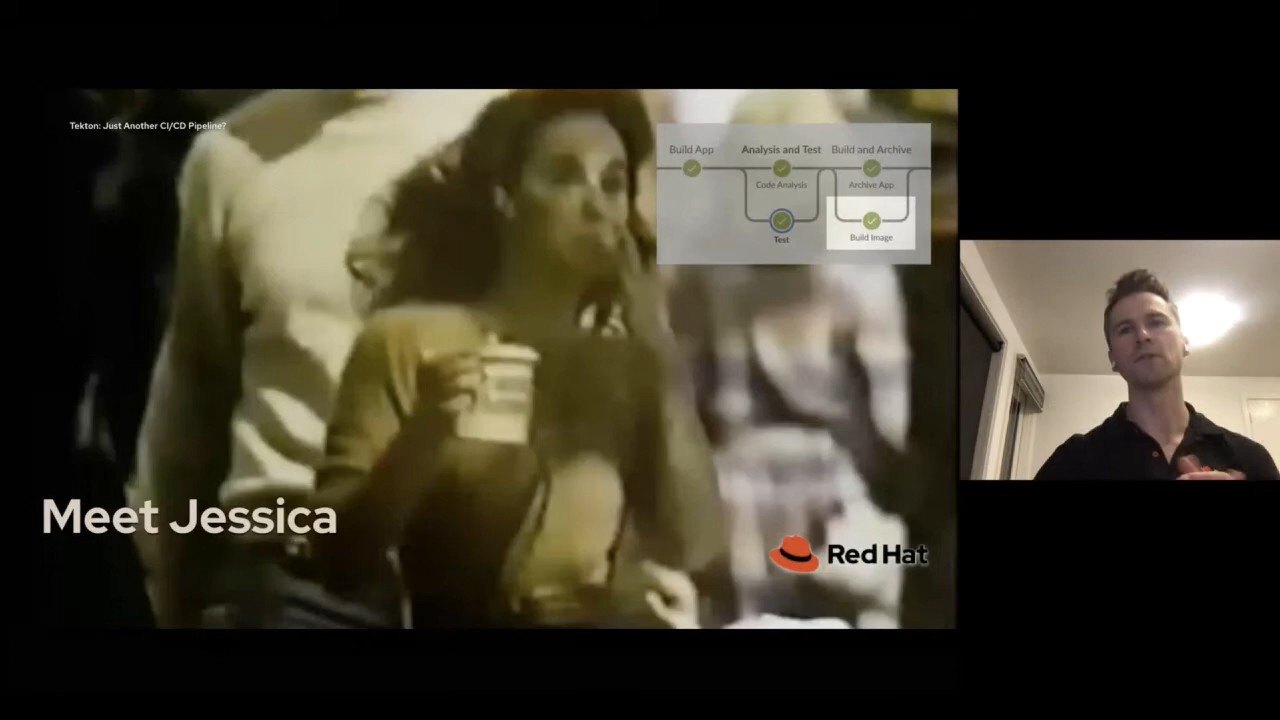 Tekton: Just Another CI/CD Pipeline?
Build App
Analysis and Test
Build and Archive
Code Analysis
Archive App
Test
Build Image
Meet Jessica
Red Hat